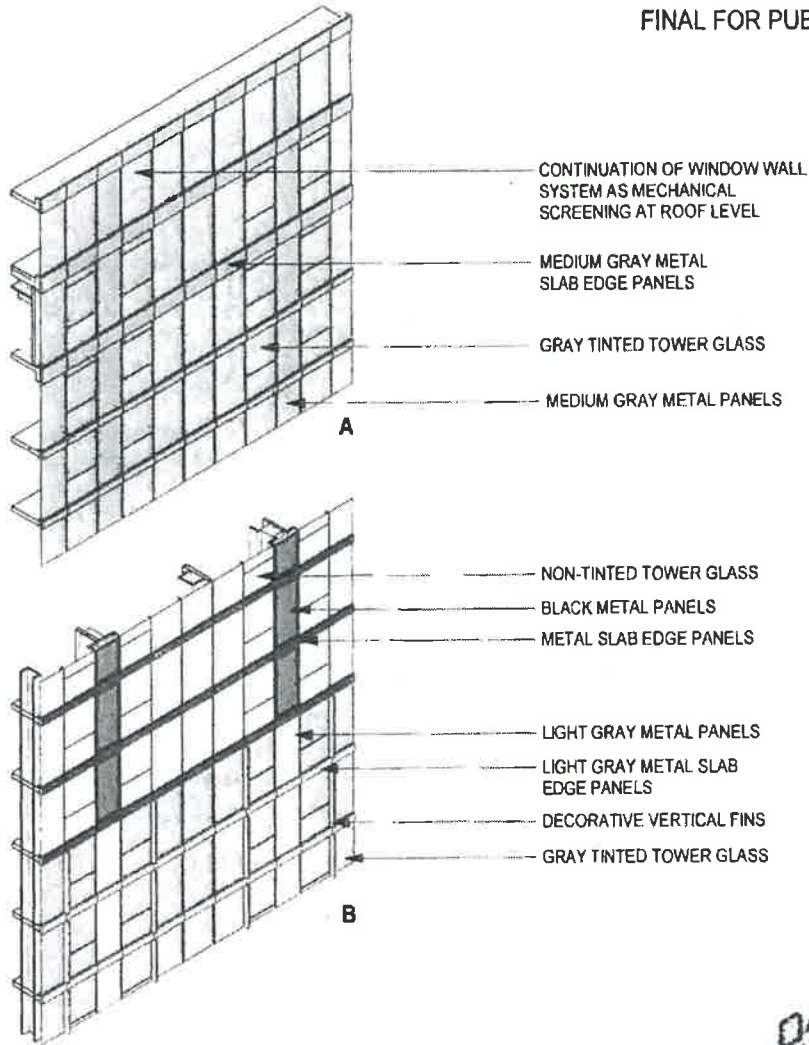 FINAL FOR PUB
CONTINUATION OF WINDOW WALL
SYSTEM AS MECHANICAL
SCREENING AT ROOF LEVEL
MEDIUM GRAY METAL
SLAB EDGE PANELS
GRAY TINTED TOWER GLASS
MEDIUM GRAY METAL PANELS
A
NON-TINTED TOWER GLASS
BLACK METAL PANELS
METAL SLAB EDGE PANELS
LIGHT GRAY METAL PANELS
LIGHT GRAY METAL SLAB
EDGE PANELS
DECORATIVE VERTICAL FINS
GRAY TINTED TOWER GLASS
B